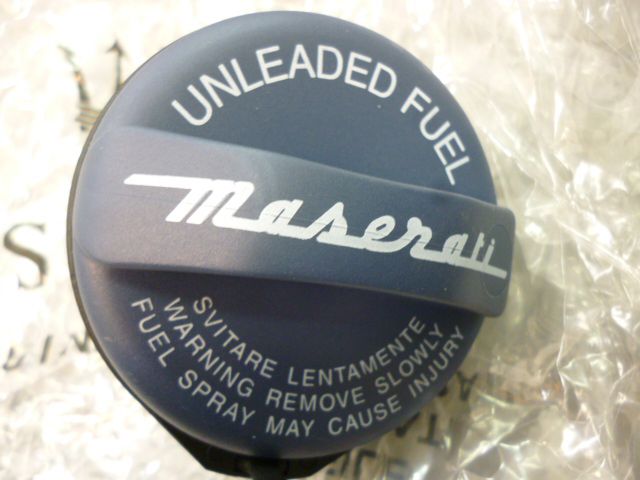 UNLEADED FUEL
maserati
SVITARE LENTAMENTE
WARNING REMOVE SLOWLY
FUEL SPRAY MAY CAUSE INJURY